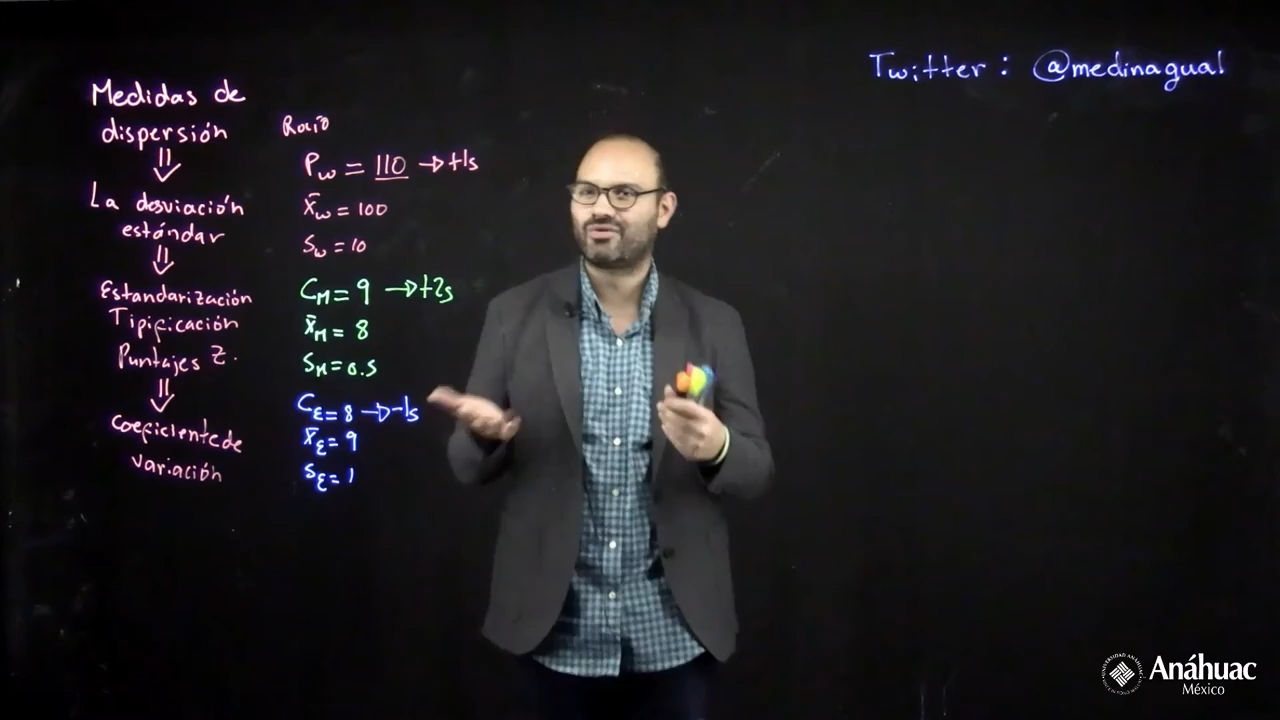 Twitter: @medinagual
Medidas de
dispersión
⇓
La desviación
estándar
⇓
Estandarización
Tipificación
Puntajes Z.
⇓
Coeficiente de
variación
Rocío
P_w = 110 → +1s
x̄_w = 100
s_w = 10
C_M = 9 → +2s
x̄_M = 8
s_M = 0.5
C_E = 8 → -1s
x̄_E = 9
s_E = 1
Anáhuac
México